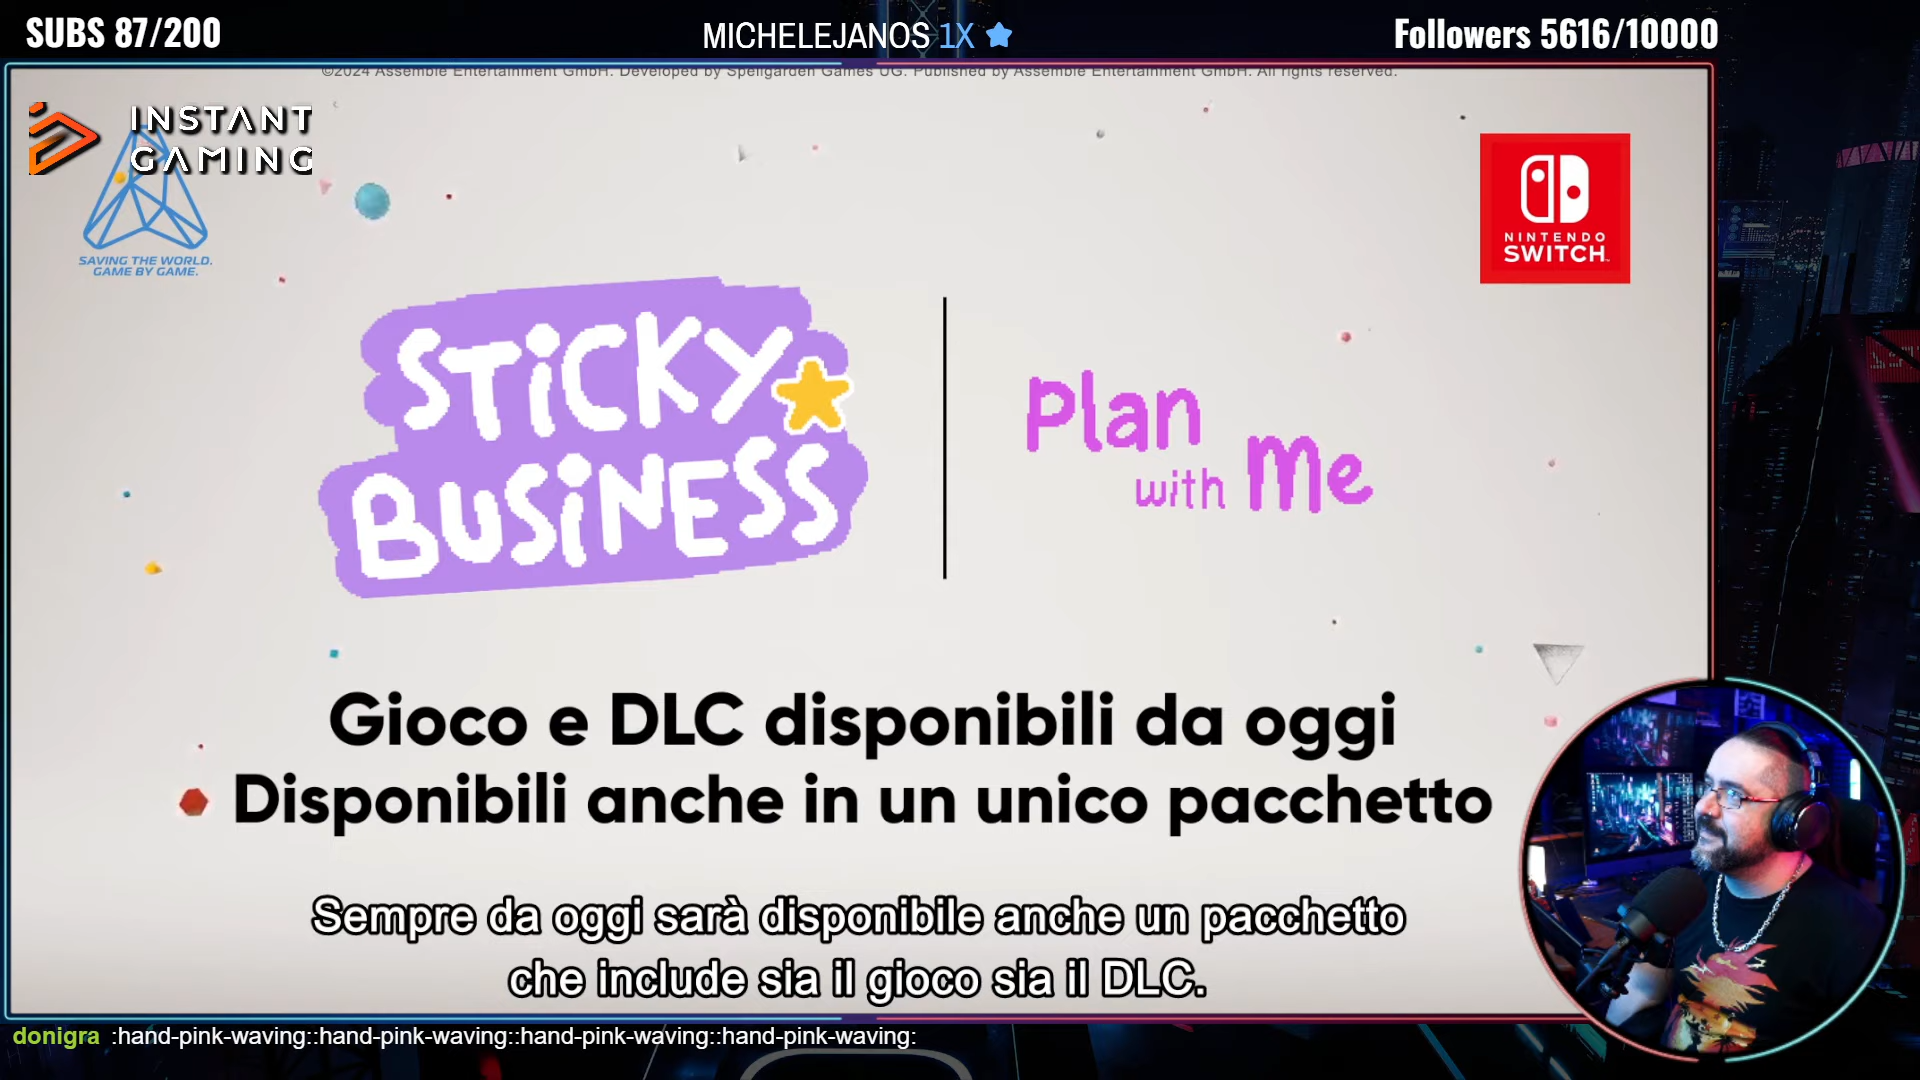 SUBS 87/200
MICHELEJANOS 1X
Followers 5616/10000
©2024 Assemble Entertainment GmbH. Developed by Spellgarden Games UG. Published by Assemble Entertainment GmbH. All rights reserved.
INSTANT
GAMING
SAVING THE WORLD.
GAME BY GAME.
NINTENDO
SWITCH
STICKY
BUSINESS
Plan
with Me
Gioco e DLC disponibili da oggi
Disponibili anche in un unico pacchetto
Sempre da oggi sarà disponibile anche un pacchetto
che include sia il gioco sia il DLC.
donigra :hand-pink-waving::hand-pink-waving::hand-pink-waving::hand-pink-waving: